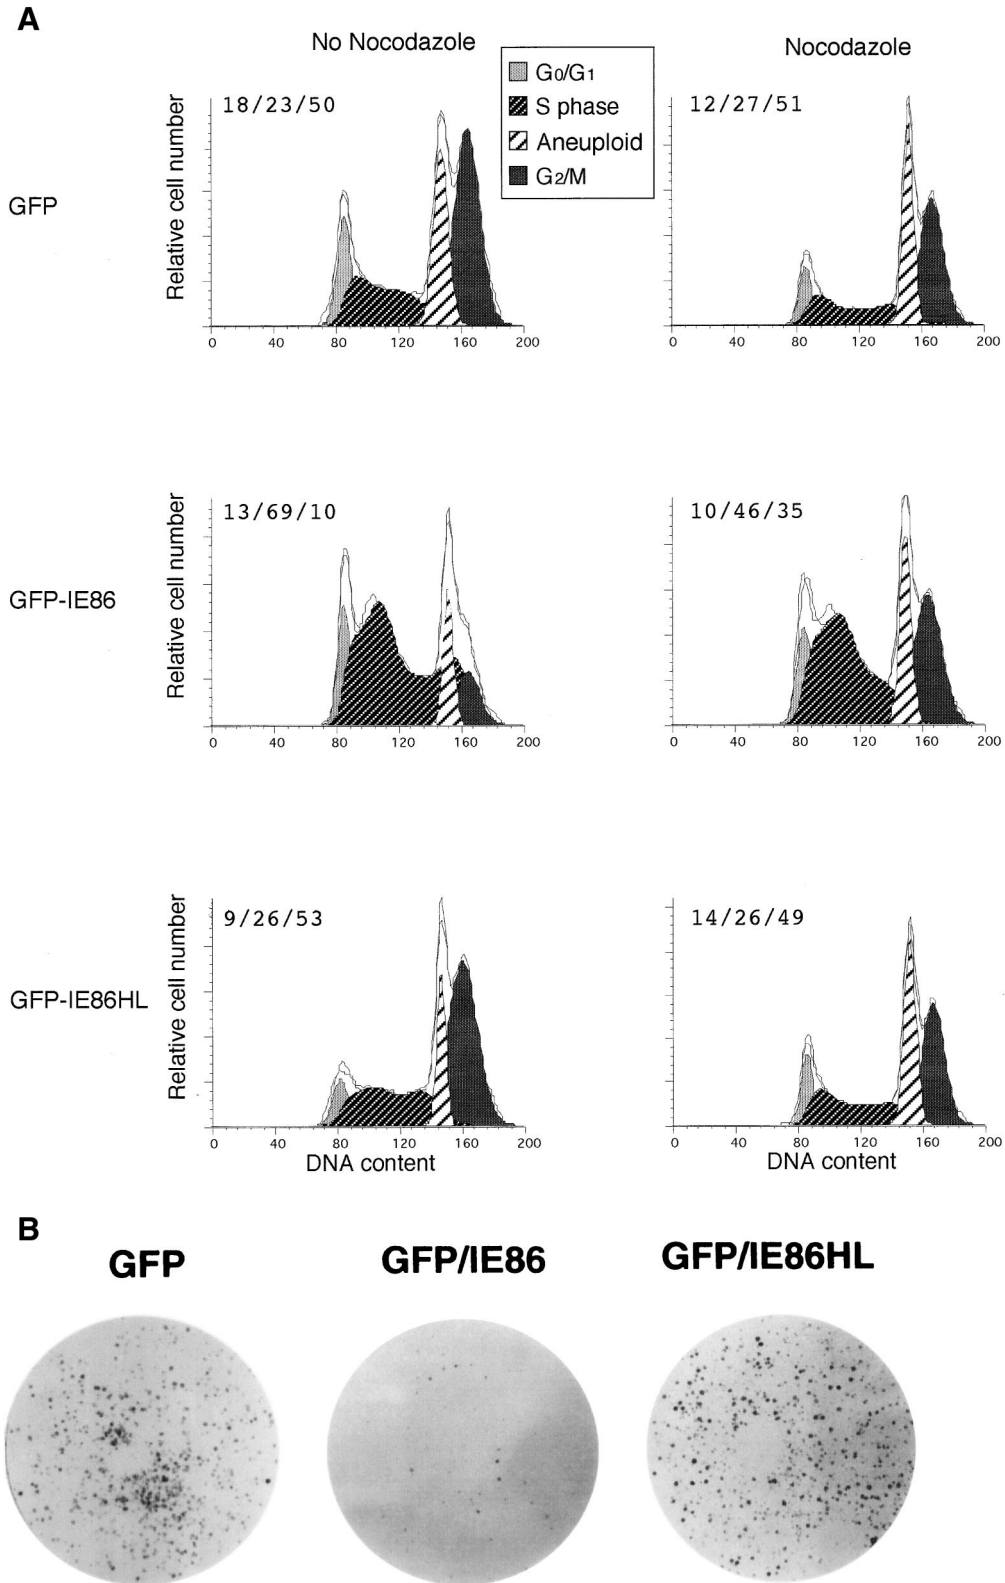 A
No Nocodazole
Nocodazole
G0/G1
S phase
Aneuploid
G2/M
GFP
Relative cell number
18/23/50
0 40 80 120 160 200
12/27/51
0 40 80 120 160 200
GFP-IE86
Relative cell number
13/69/10
0 40 80 120 160 200
10/46/35
0 40 80 120 160 200
GFP-IE86HL
Relative cell number
9/26/53
0 40 80 120 160 200
DNA content
14/26/49
0 40 80 120 160 200
DNA content
B
GFP
GFP/IE86
GFP/IE86HL